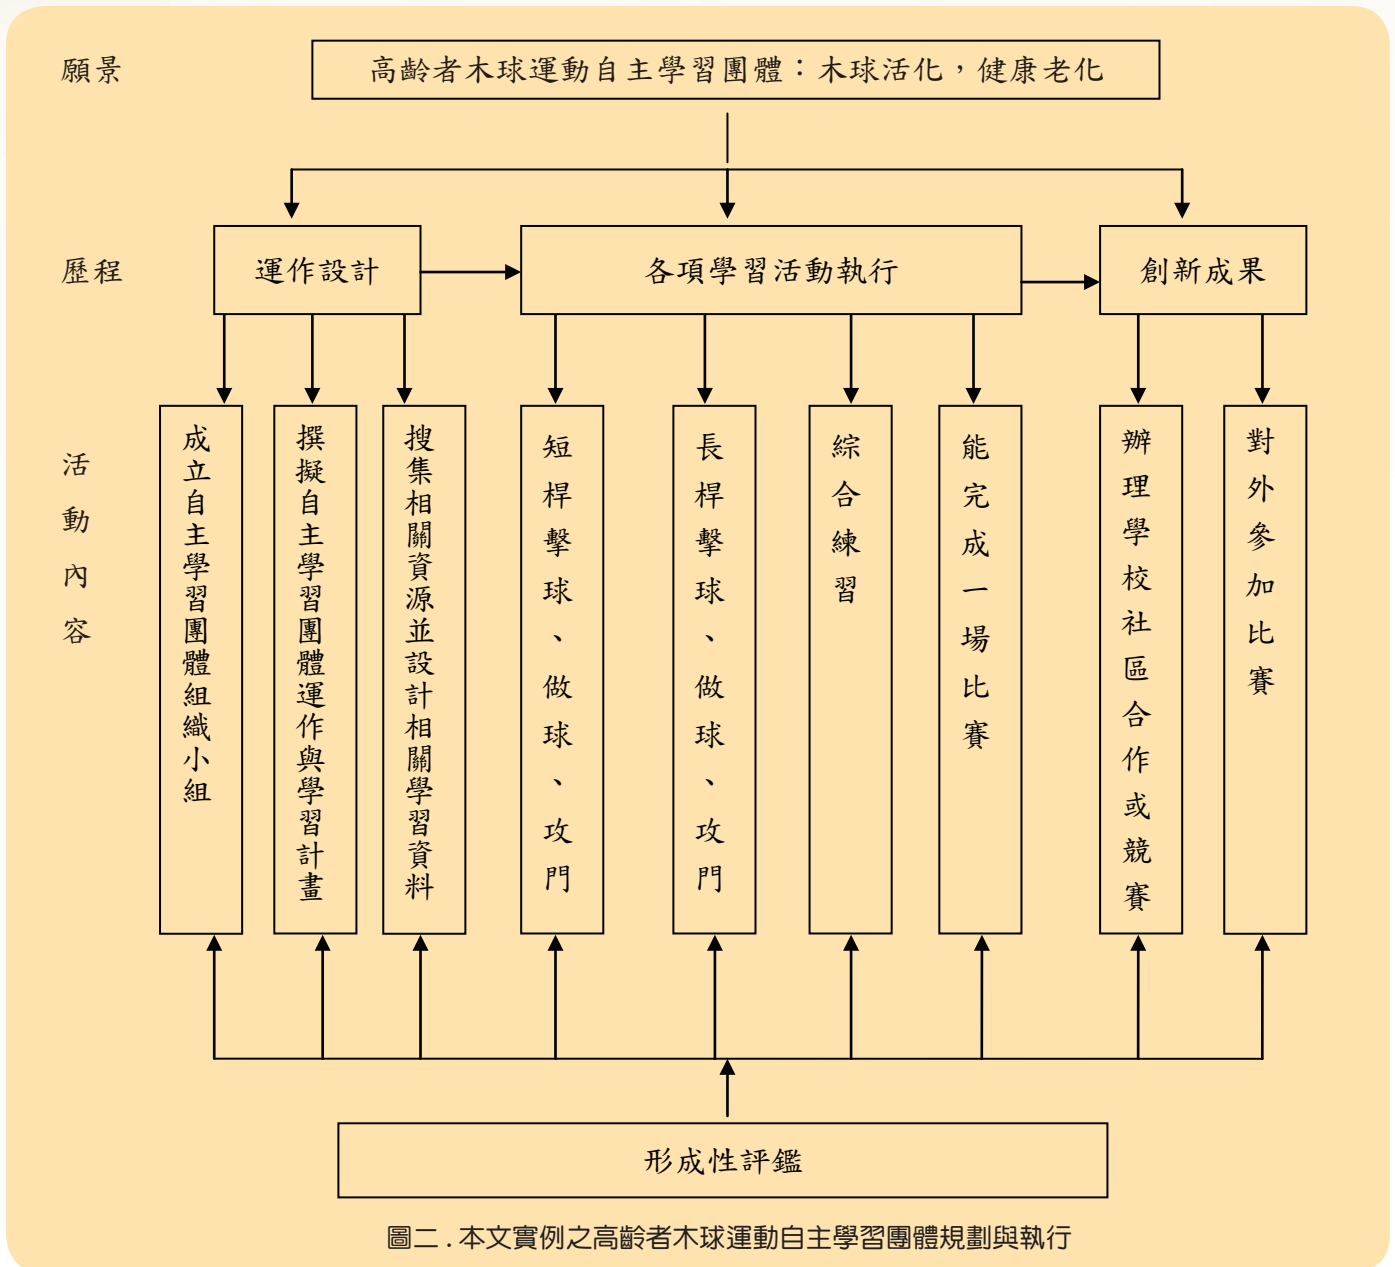 願景
高齡者木球運動自主學習團體：木球活化，健康老化
歷程
運作設計
各項學習活動執行
創新成果
活動內容
成立自主學習團體組織小組
撰擬自主學習團體運作與學習計畫
搜集相關資源並設計相關學習資料
短桿擊球、做球、攻門
長桿擊球、做球、攻門
綜合練習
能完成一場比賽
辦理學校社區合作或競賽
對外參加比賽
形成性評鑑
圖二.本文實例之高齡者木球運動自主學習團體規劃與執行